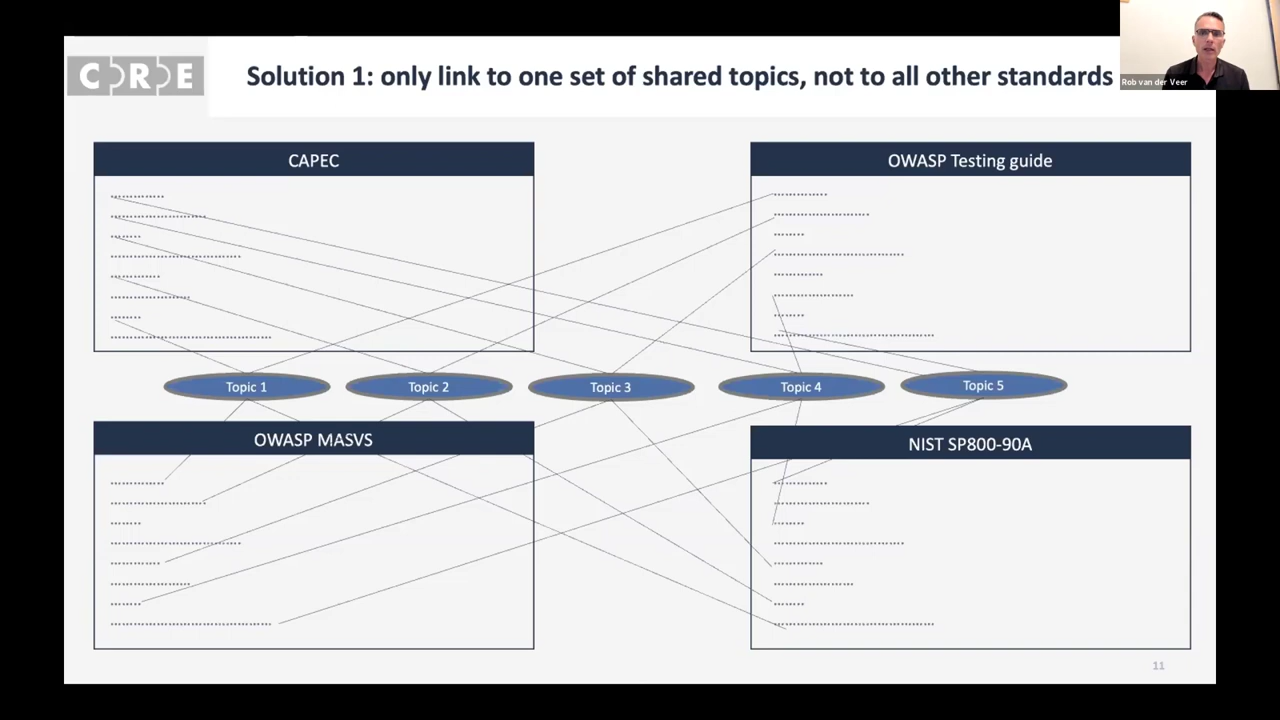 CRE
Solution 1: only link to one set of shared topics, not to all other standards
Rob van der Veer
CAPEC
OWASP Testing guide
Topic 1
Topic 2
Topic 3
Topic 4
Topic 5
OWASP MASVS
NIST SP800-90A
11